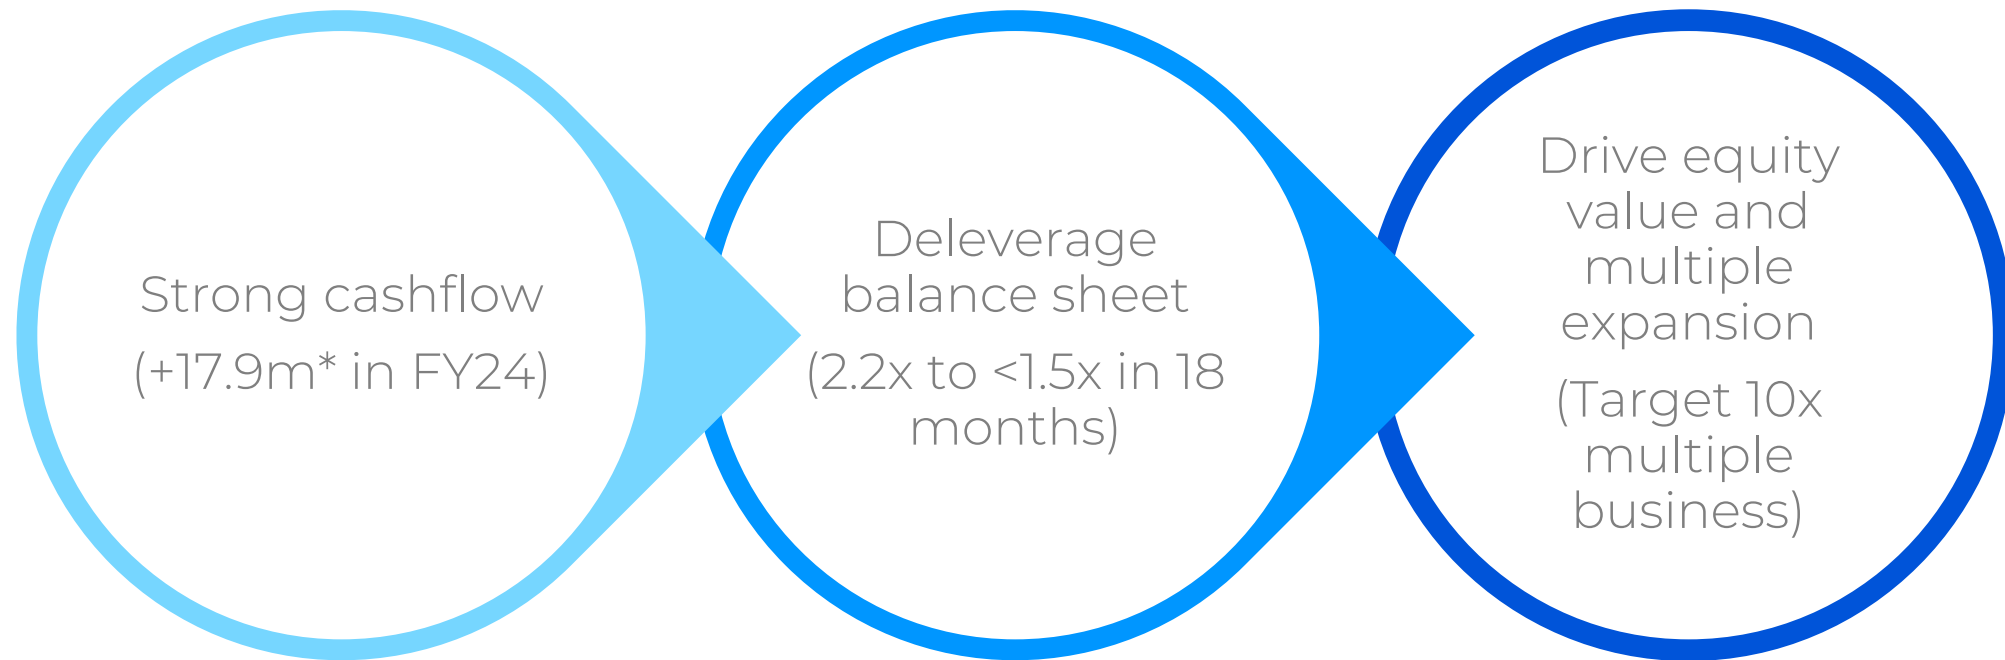 Strong cashflow
(+17.9m* in FY24)
Deleverage
balance sheet
(2.2x to <1.5x in 18
months)
Drive equity
value and
multiple
expansion
(Target 10x
multiple
business)